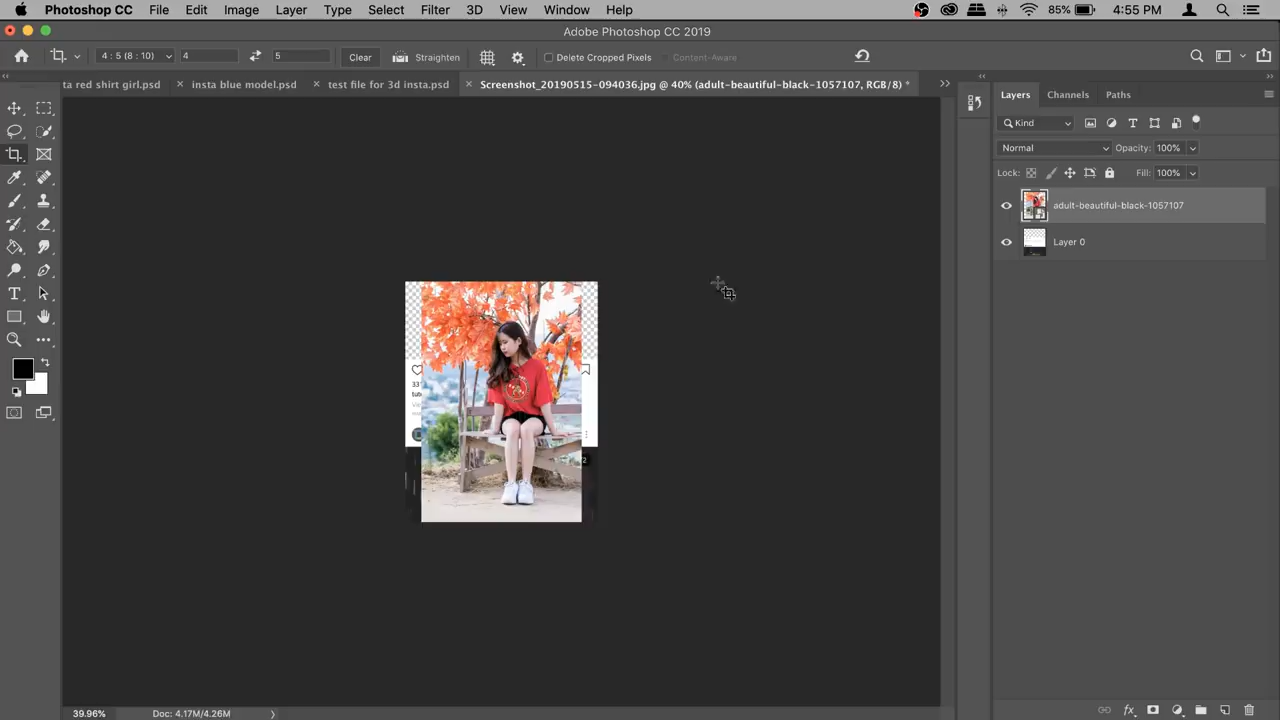 Photoshop CC File Edit Image Layer Type Select Filter 3D View Window Help 85% 4:55 PM
Adobe Photoshop CC 2019
4 : 5 (8 : 10) 4 5 Clear Straighten Delete Cropped Pixels Content-Aware
ta red shirt girl.psd × insta blue model.psd × test file for 3d insta.psd × Screenshot_20190515-094036.jpg @ 40% (adult-beautiful-black-1057107, RGB/8) *
Layers Channels Paths
Kind
Normal Opacity: 100%
Lock: Fill: 100%
adult-beautiful-black-1057107
Layer 0
33
tuto
39.96% Doc: 4.17M/4.26M